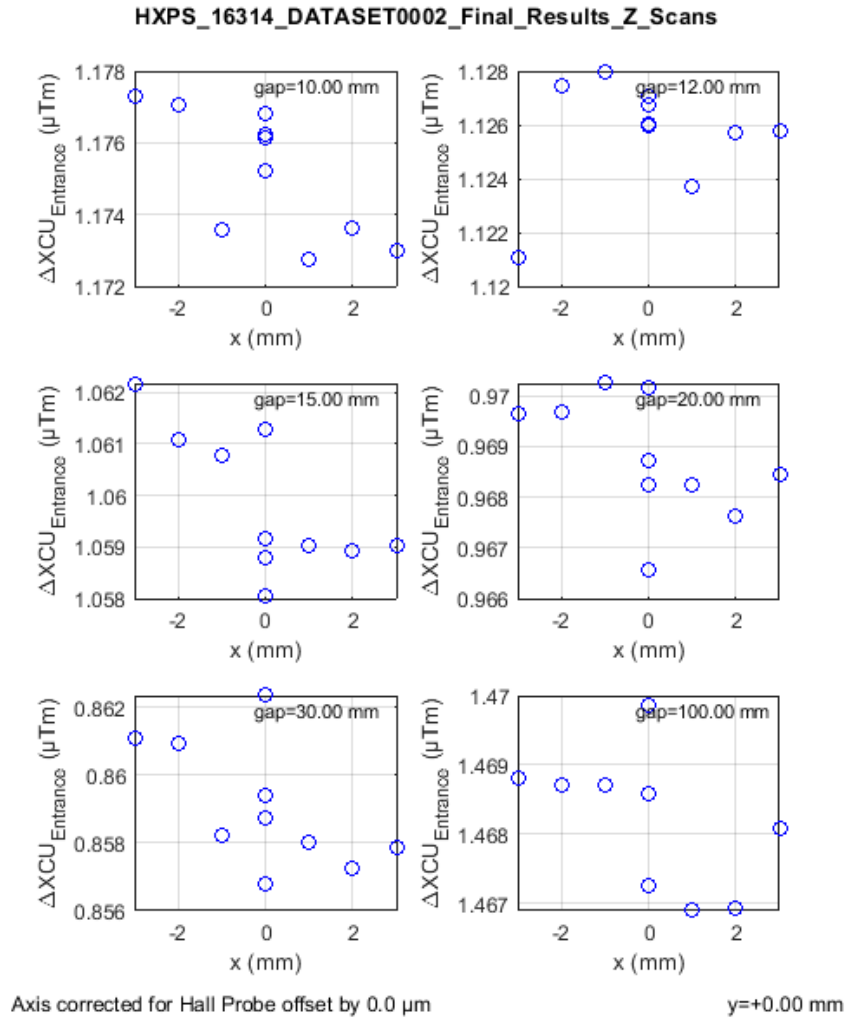 HXPS_16314_DATASET0002_Final_Results_Z_Scans
gap=10.00 mm
ΔXCU_Entrance (µTm)
1.178
1.176
1.174
1.172
-2 0 2
x (mm)
gap=12.00 mm
ΔXCU_Entrance (µTm)
1.128
1.126
1.124
1.122
1.12
-2 0 2
x (mm)
gap=15.00 mm
ΔXCU_Entrance (µTm)
1.062
1.061
1.06
1.059
1.058
-2 0 2
x (mm)
gap=20.00 mm
ΔXCU_Entrance (µTm)
0.97
0.969
0.968
0.967
0.966
-2 0 2
x (mm)
gap=30.00 mm
ΔXCU_Entrance (µTm)
0.862
0.86
0.858
0.856
-2 0 2
x (mm)
gap=100.00 mm
ΔXCU_Entrance (µTm)
1.47
1.469
1.468
1.467
-2 0 2
x (mm)
Axis corrected for Hall Probe offset by 0.0 µm
y=+0.00 mm